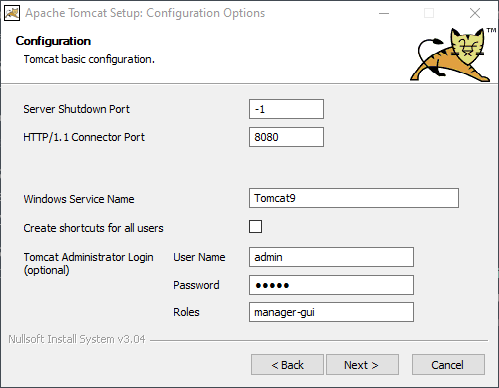 Apache Tomcat Setup: Configuration Options
Configuration
Tomcat basic configuration.
TM
Server Shutdown Port -1
HTTP/1.1 Connector Port 8080
Windows Service Name Tomcat9
Create shortcuts for all users
Tomcat Administrator Login User Name admin
(optional)
Password ●●●●●
Roles manager-gui
Nullsoft Install System v3.04
< Back Next > Cancel